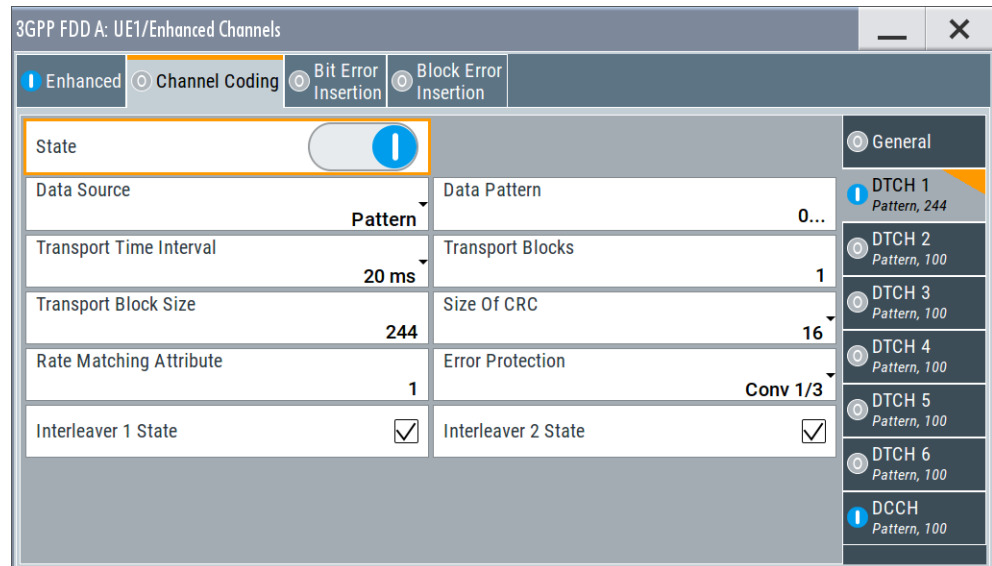 3GPP FDD A: UE1/Enhanced Channels
Enhanced
Channel Coding
Bit Error
Insertion
Block Error
Insertion
State
Data Source
Pattern
Data Pattern
0...
Transport Time Interval
20 ms
Transport Blocks
1
Transport Block Size
244
Size Of CRC
16
Rate Matching Attribute
1
Error Protection
Conv 1/3
Interleaver 1 State
Interleaver 2 State
General
DTCH 1
Pattern, 244
DTCH 2
Pattern, 100
DTCH 3
Pattern, 100
DTCH 4
Pattern, 100
DTCH 5
Pattern, 100
DTCH 6
Pattern, 100
DCCH
Pattern, 100